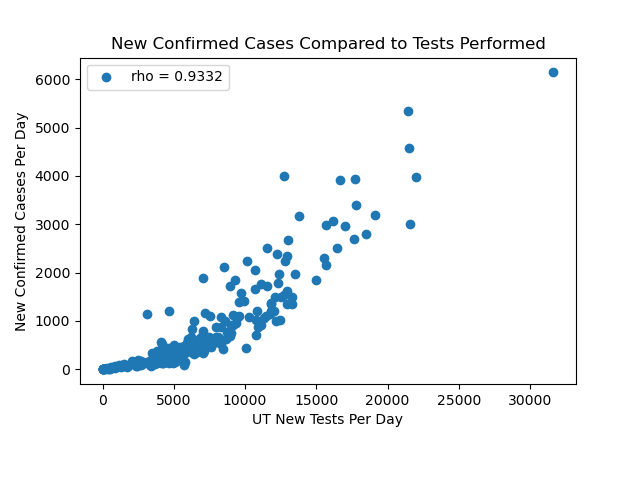 New Confirmed Cases Compared to Tests Performed
rho = 0.9332
6000
5000
4000
3000
2000
1000
0
New Confirmed Caeses Per Day
0 5000 10000 15000 20000 25000 30000
UT New Tests Per Day